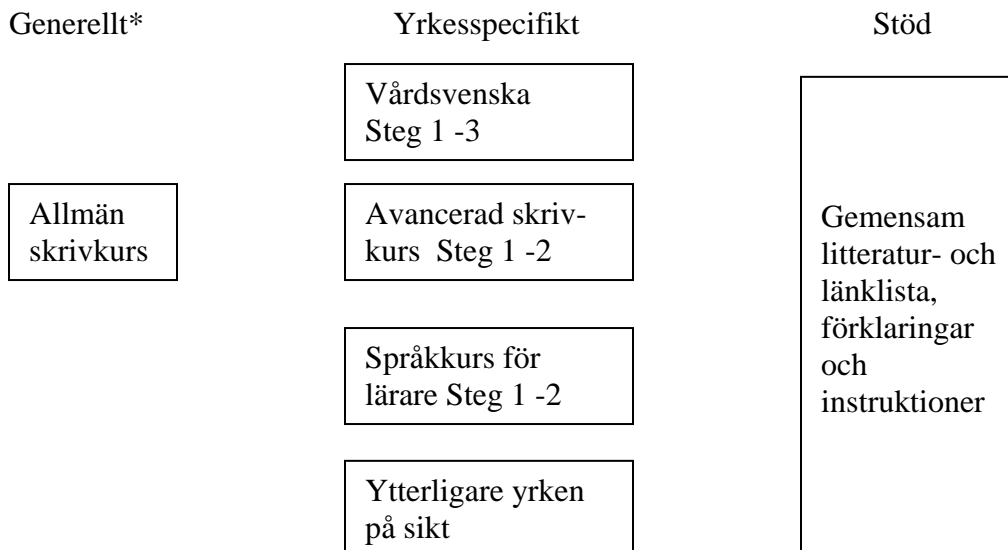 Generellt*
Yrkesspecifikt
Stöd
Vårdsvenska
Steg 1 -3
Allmän
skrivkurs
Avancerad skriv-
kurs  Steg 1 -2
Språkkurs för
lärare Steg 1 -2
Ytterligare yrken
på sikt
Gemensam
litteratur- och
länklista,
förklaringar
och
instruktioner